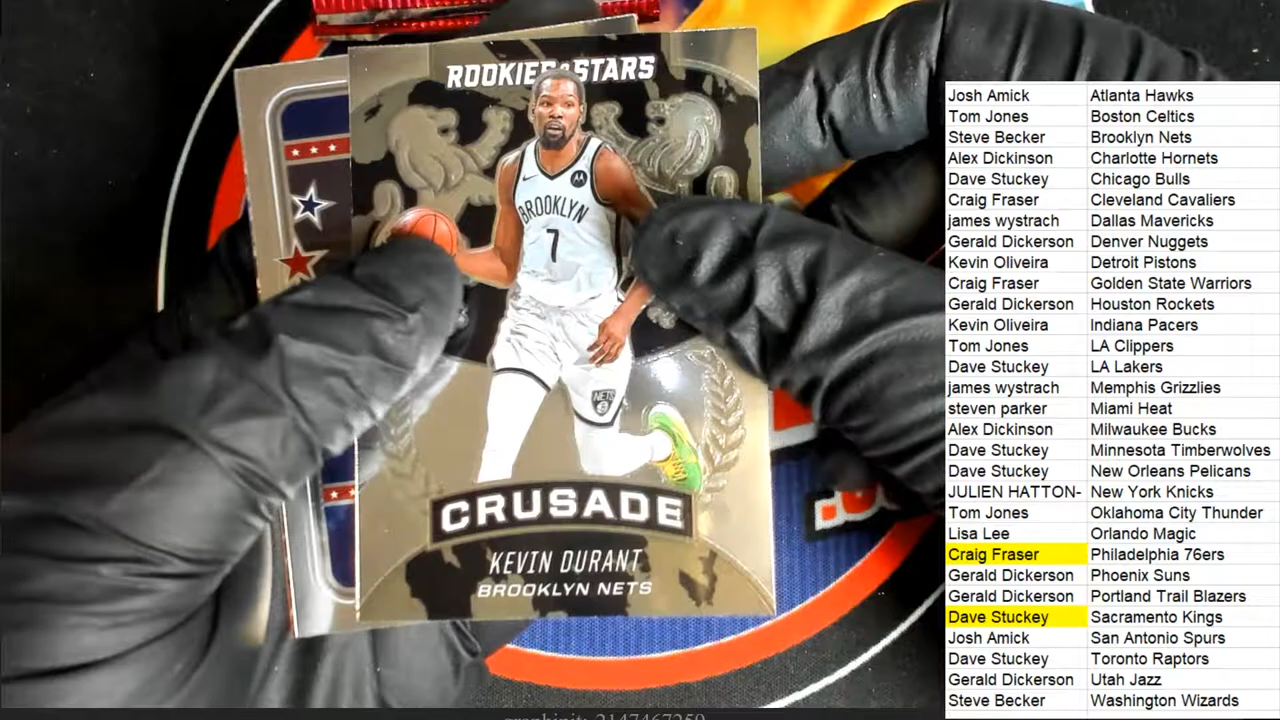 ROOKIES & STARS
BROOKLYN
7
NETS
CRUSADE
KEVIN DURANT
BROOKLYN NETS
Josh Amick Atlanta Hawks
Tom Jones Boston Celtics
Steve Becker Brooklyn Nets
Alex Dickinson Charlotte Hornets
Dave Stuckey Chicago Bulls
Craig Fraser Cleveland Cavaliers
james wystrach Dallas Mavericks
Gerald Dickerson Denver Nuggets
Kevin Oliveira Detroit Pistons
Craig Fraser Golden State Warriors
Gerald Dickerson Houston Rockets
Kevin Oliveira Indiana Pacers
Tom Jones LA Clippers
Dave Stuckey LA Lakers
james wystrach Memphis Grizzlies
steven parker Miami Heat
Alex Dickinson Milwaukee Bucks
Dave Stuckey Minnesota Timberwolves
Dave Stuckey New Orleans Pelicans
JULIEN HATTON- New York Knicks
Tom Jones Oklahoma City Thunder
Lisa Lee Orlando Magic
Craig Fraser Philadelphia 76ers
Gerald Dickerson Phoenix Suns
Gerald Dickerson Portland Trail Blazers
Dave Stuckey Sacramento Kings
Josh Amick San Antonio Spurs
Dave Stuckey Toronto Raptors
Gerald Dickerson Utah Jazz
Steve Becker Washington Wizards